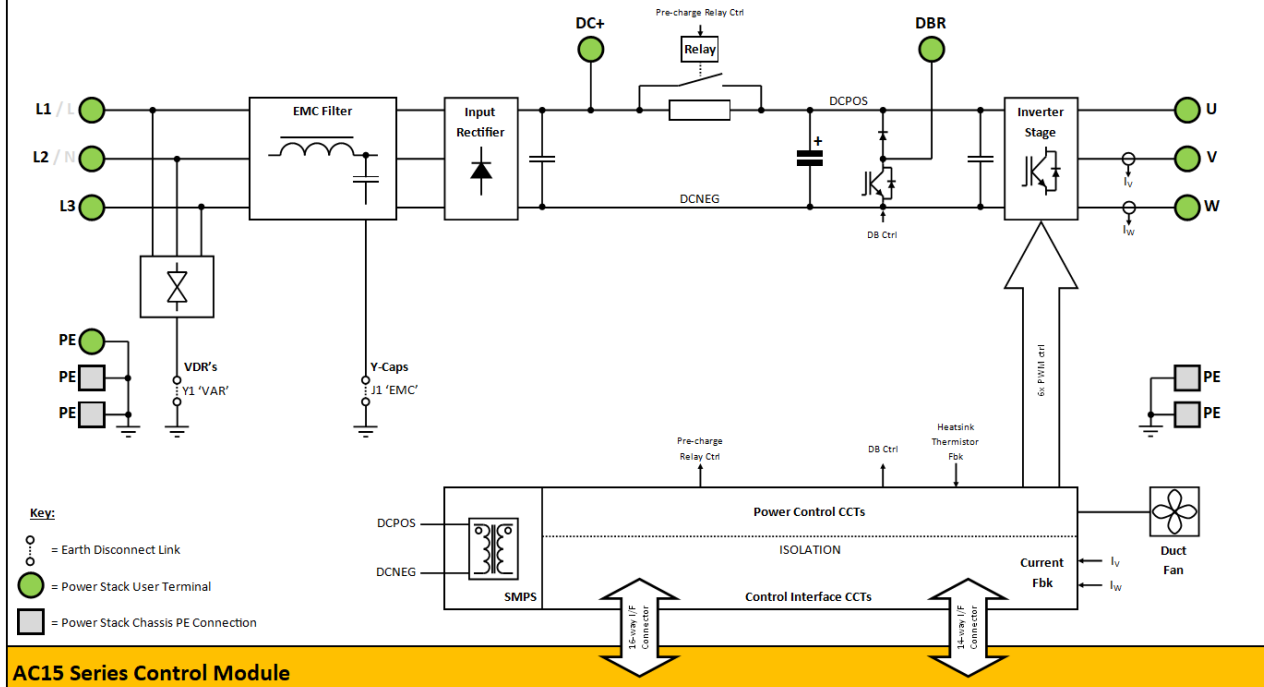 DC+
Pre-charge Relay Ctrl
DBR
Relay
L1 / L
EMC Filter
Input
Rectifier
DCPOS
+
Inverter
Stage
U
L2 / N
V
IV
L3
DCNEG
W
IW
DB Ctrl
PE
PE
PE
VDR's
Y1 'VAR'
Y-Caps
J1 'EMC'
6x PWM ctrl
PE
PE
Pre-charge
Relay Ctrl
DB Ctrl
Heatsink
Thermistor
Fbk
Key:
= Earth Disconnect Link
= Power Stack User Terminal
= Power Stack Chassis PE Connection
DCPOS
DCNEG
SMPS
Power Control CCTs
ISOLATION
Current
Fbk
IV
IW
Control Interface CCTs
Duct
Fan
16-way I/F
Connector
14-way I/F
Connector
AC15 Series Control Module